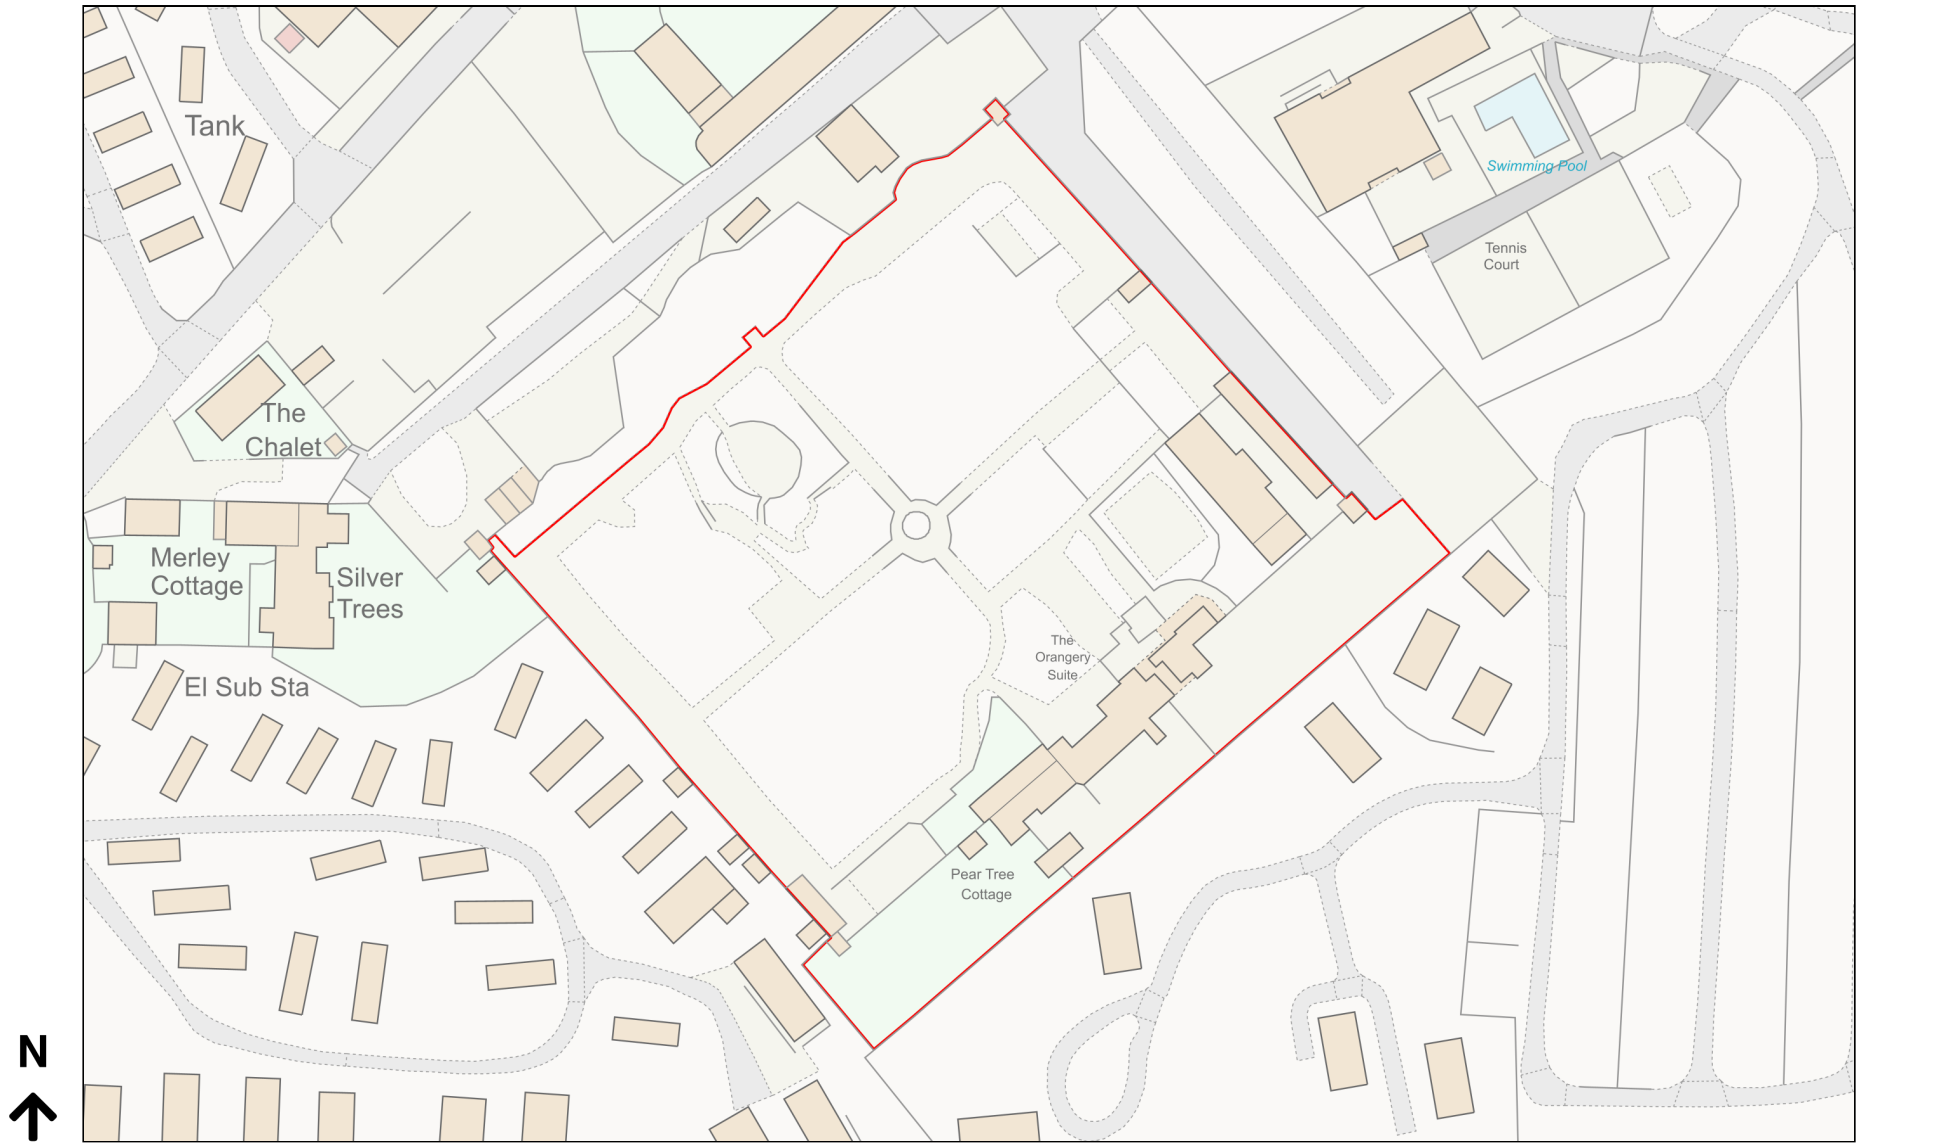 Tank
Swimming Pool
Tennis
Court
The
Chalet
Merley
Cottage
Silver
Trees
The
Orangery
Suite
El Sub Sta
Pear Tree
Cottage
N